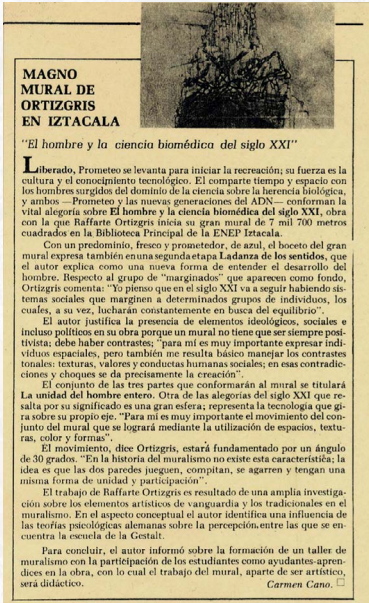 MAGNO
MURAL DE
ORTIZGRIS
EN IZTACALA
"El hombre y la ciencia biomédica del siglo XXI"
Liberado, Prometeo se levanta para iniciar la recreación; su fuerza es la
cultura y el conocimiento tecnológico. El comparte tiempo y espacio con
los hombres surgidos del dominio de la ciencia sobre la herencia biológica,
y ambos —Prometeo y las nuevas generaciones del ADN— conforman la
vital alegoría sobre El hombre y la ciencia biomédica del siglo XXI, obra
con la que Raffarte Ortizgris inicia su gran mural de 7 mil 700 metros
cuadrados en la Biblioteca Principal de la ENEP Iztacala.
Con un predominio, fresco y prometedor, de azul, el boceto del gran
mural expresa también en una segunda etapa La danza de los sentidos, que
el autor explica como una nueva forma de entender el desarrollo del
hombre. Respecto al grupo de "marginados" que aparecen como fondo,
Ortizgris comenta: "Yo pienso que en el siglo XXI va a seguir habiendo sis-
temas sociales que marginen a determinados grupos de individuos, los
cuales, a su vez, lucharán constantemente en busca del equilibrio".
El autor justifica la presencia de elementos ideológicos, sociales e
incluso políticos en su obra porque un mural no tiene que ser siempre posi-
tivista; debe haber contrastes; "para mí es muy importante expresar indi-
viduos espaciales, pero también me resulta básico manejar los contrastes
tonales: texturas, valores y conductas humanas sociales; en esas contradic-
ciones y choques se da precisamente la creación".
El conjunto de las tres partes que conformarán al mural se titulará
La unidad del hombre entero. Otra de las alegorías del siglo XXI que re-
salta por su significado es una gran esfera; representa la tecnología que gi-
ra sobre su propio eje. "Para mí es muy importante el movimiento del con-
junto del mural que se logrará mediante la utilización de espacios, textu-
ras, color y formas".
El movimiento, dice Ortizgris, estará fundamentado por un ángulo
de 30 grados. "En la historia del muralismo no existe esta característica; la
idea es que las dos paredes jueguen, compitan, se agarren y tengan una
misma forma de unidad y participación".
El trabajo de Raffarte Ortizgris es resultado de una amplia investiga-
ción sobre los elementos artísticos de vanguardia y los tradicionales en el
muralismo. En el aspecto conceptual el autor identifica una influencia de
las teorías psicológicas alemanas sobre la percepción, entre las que se en-
cuentra la escuela de la Gestalt.
Para concluir, el autor informó sobre la formación de un taller de
muralismo con la participación de los estudiantes como ayudantes-apren-
dices en la obra, con lo cual el trabajo del mural, aparte de ser artístico,
será didáctico. Carmen Cano. □